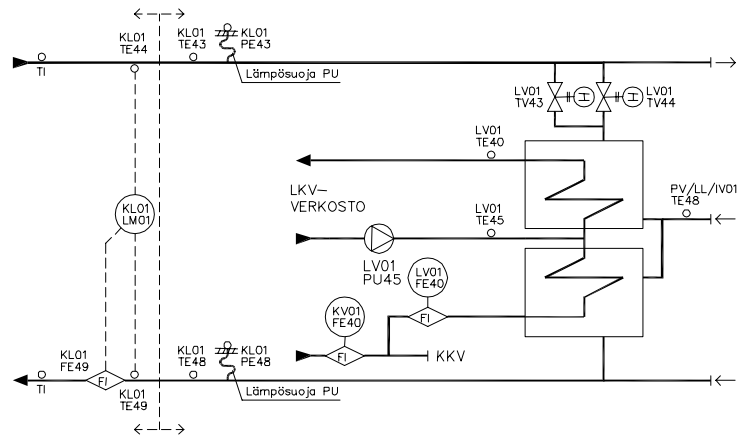 KL01
TE44
KL01
TE43
KL01
PE43
TI
Lämpösuoja PU
LV01
TV43
H
H
LV01
TV44
LV01
TE40
LKV-
VERKOSTO
LV01
TE45
PV/LL/IV01
TE48
KL01
LM01
LV01
PU45
LV01
FE40
KV01
FE40
FI
FI
KKV
KL01
FE49
KL01
TE48
KL01
PE48
TI
FI
KL01
TE49
Lämpösuoja PU